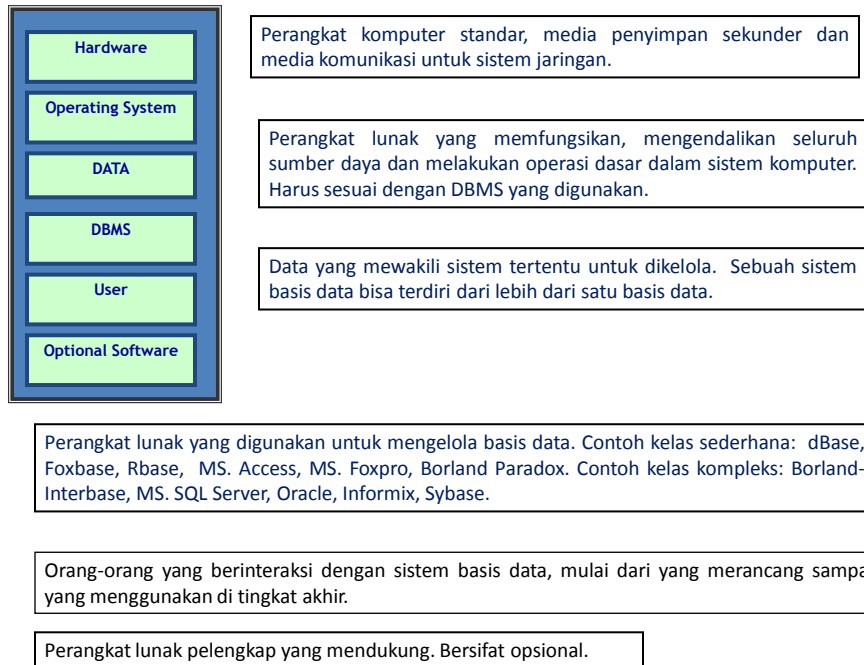 Hardware
Operating System
DATA
DBMS
User
Optional Software
Perangkat komputer standar, media penyimpan sekunder dan
media komunikasi untuk sistem jaringan.
Perangkat lunak yang memfungsikan, mengendalikan seluruh
sumber daya dan melakukan operasi dasar dalam sistem komputer.
Harus sesuai dengan DBMS yang digunakan.
Data yang mewakili sistem tertentu untuk dikelola. Sebuah sistem
basis data bisa terdiri dari lebih dari satu basis data.
Perangkat lunak yang digunakan untuk mengelola basis data. Contoh kelas sederhana: dBase,
Foxbase, Rbase, MS. Access, MS. Foxpro, Borland Paradox. Contoh kelas kompleks: Borland-
Interbase, MS. SQL Server, Oracle, Informix, Sybase.
Orang-orang yang berinteraksi dengan sistem basis data, mulai dari yang merancang sampa
yang menggunakan di tingkat akhir.
Perangkat lunak pelengkap yang mendukung. Bersifat opsional.